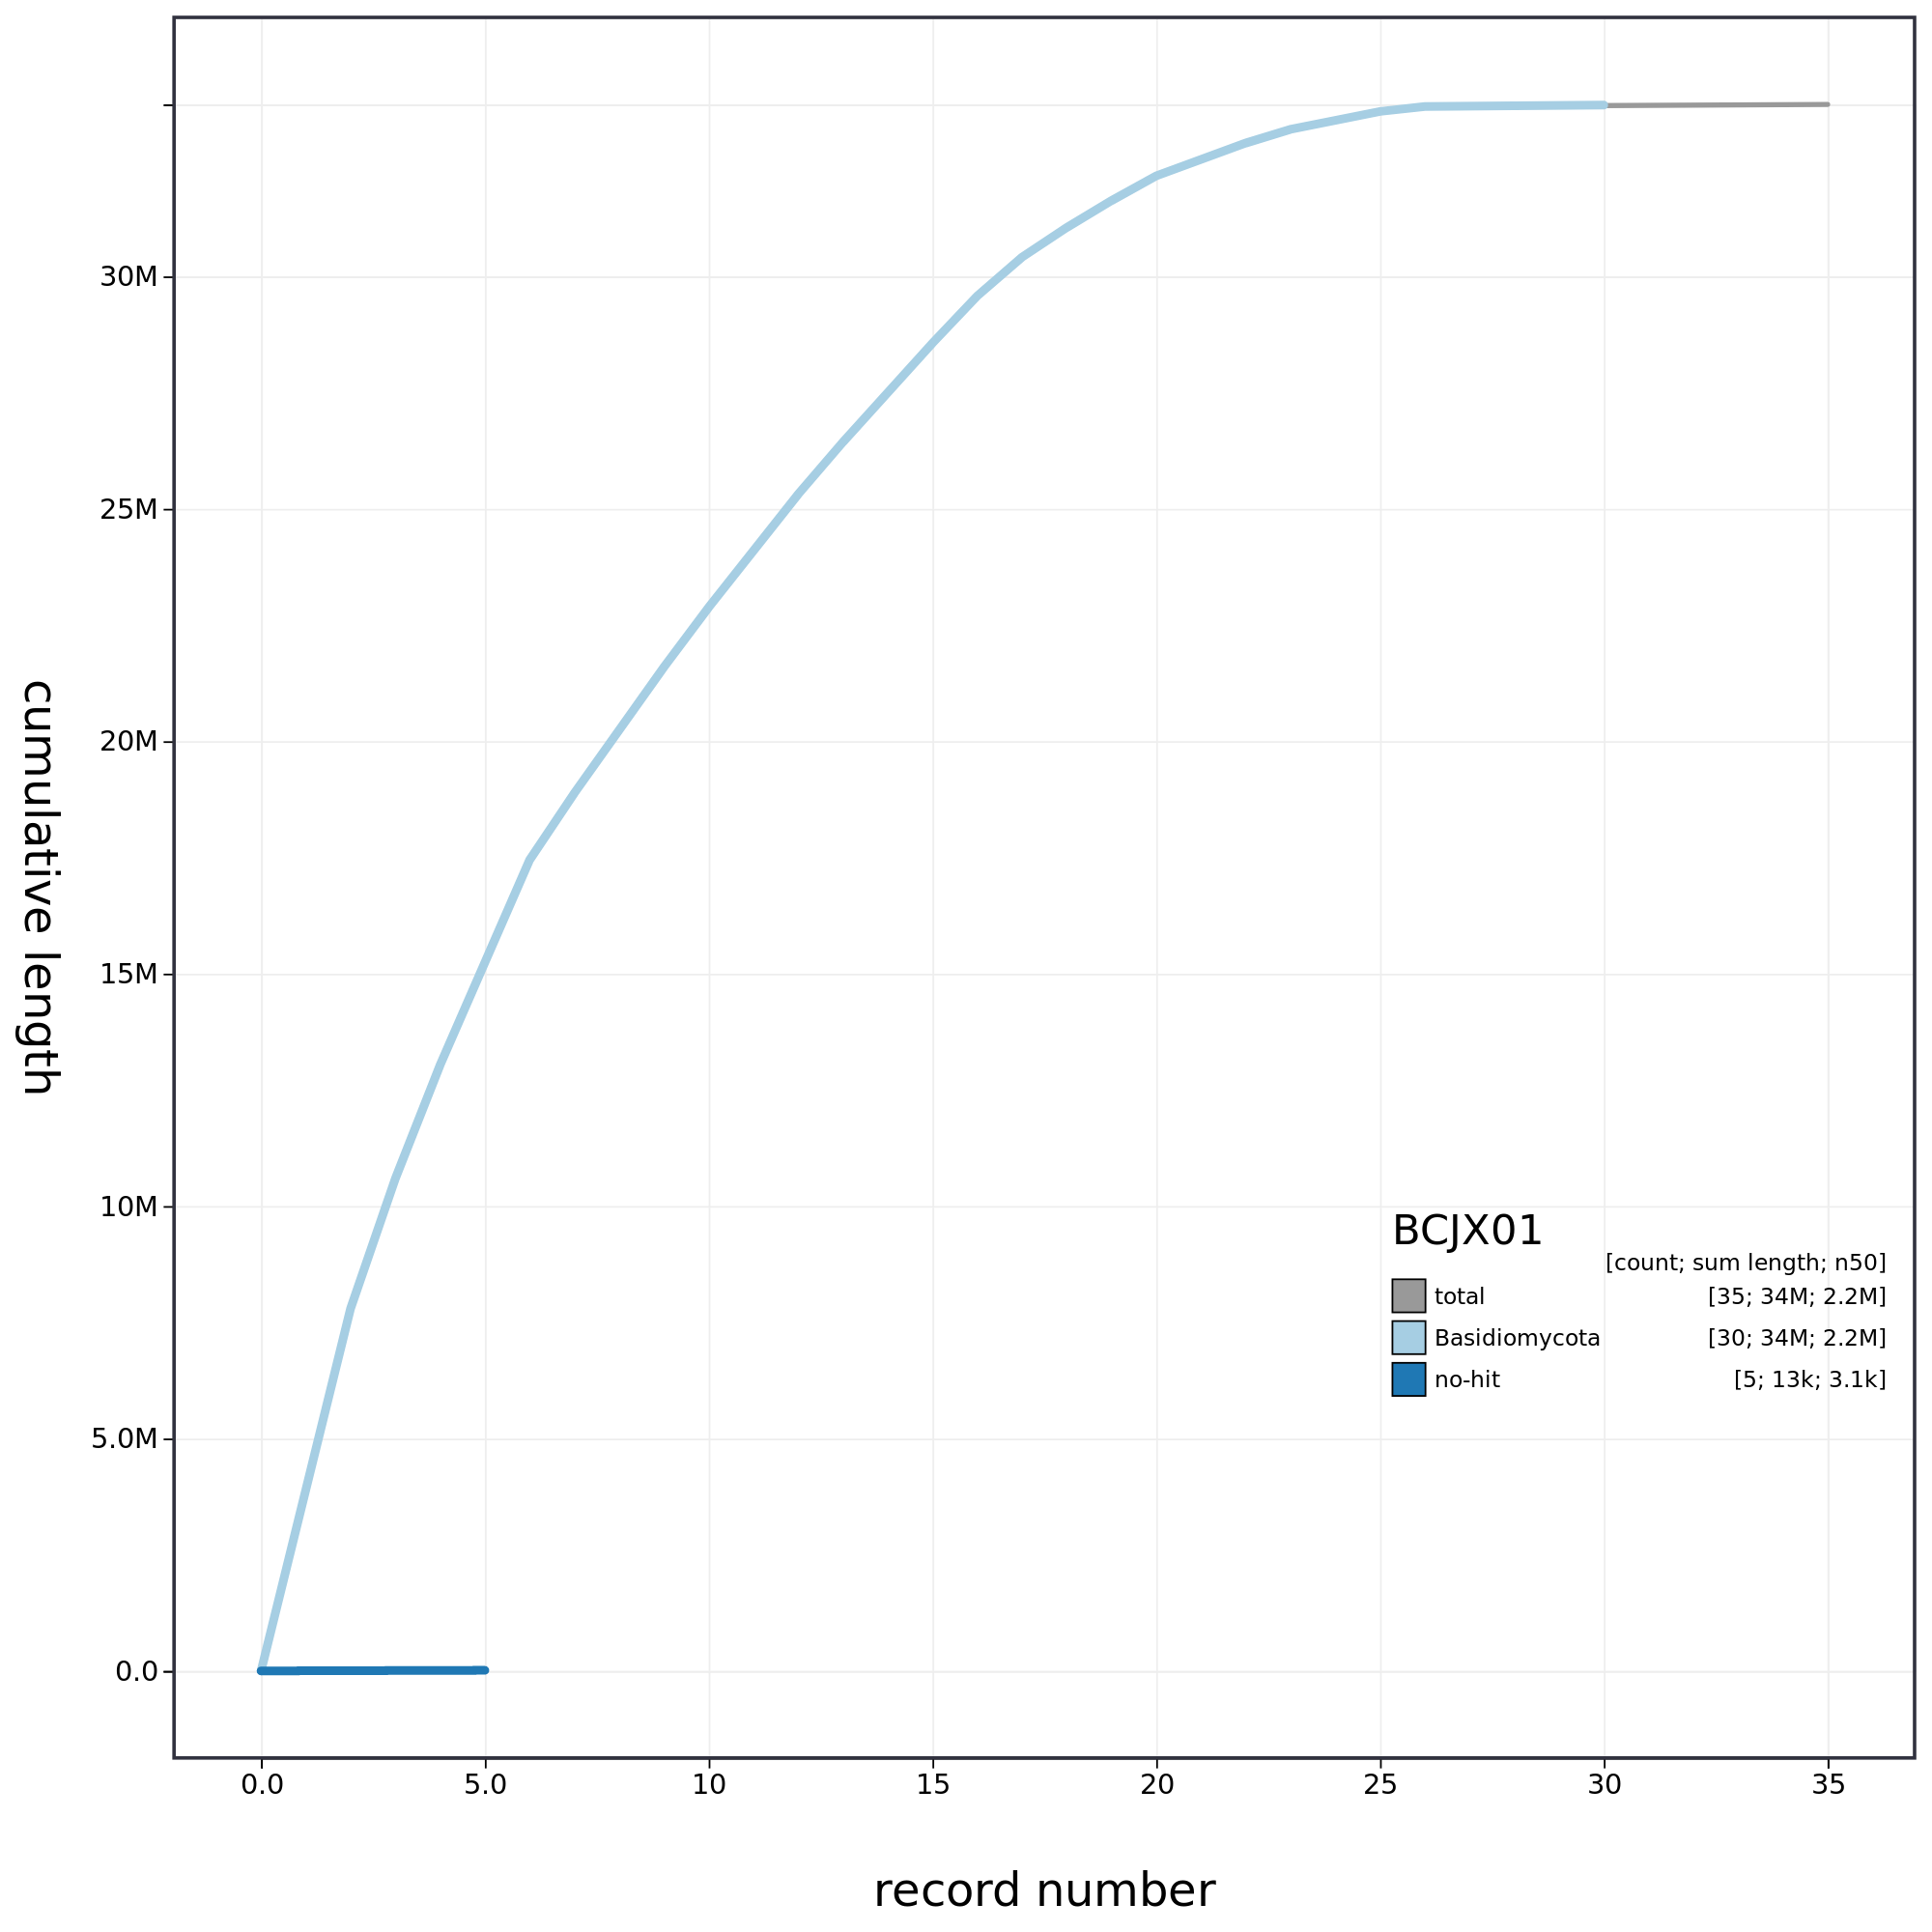 cumulative length
30M
25M
20M
15M
10M
5.0M
0.0
BCJX01
[count; sum length; n50]
total [35; 34M; 2.2M]
Basidiomycota [30; 34M; 2.2M]
no-hit [5; 13k; 3.1k]
0.0 5.0 10 15 20 25 30 35
record number